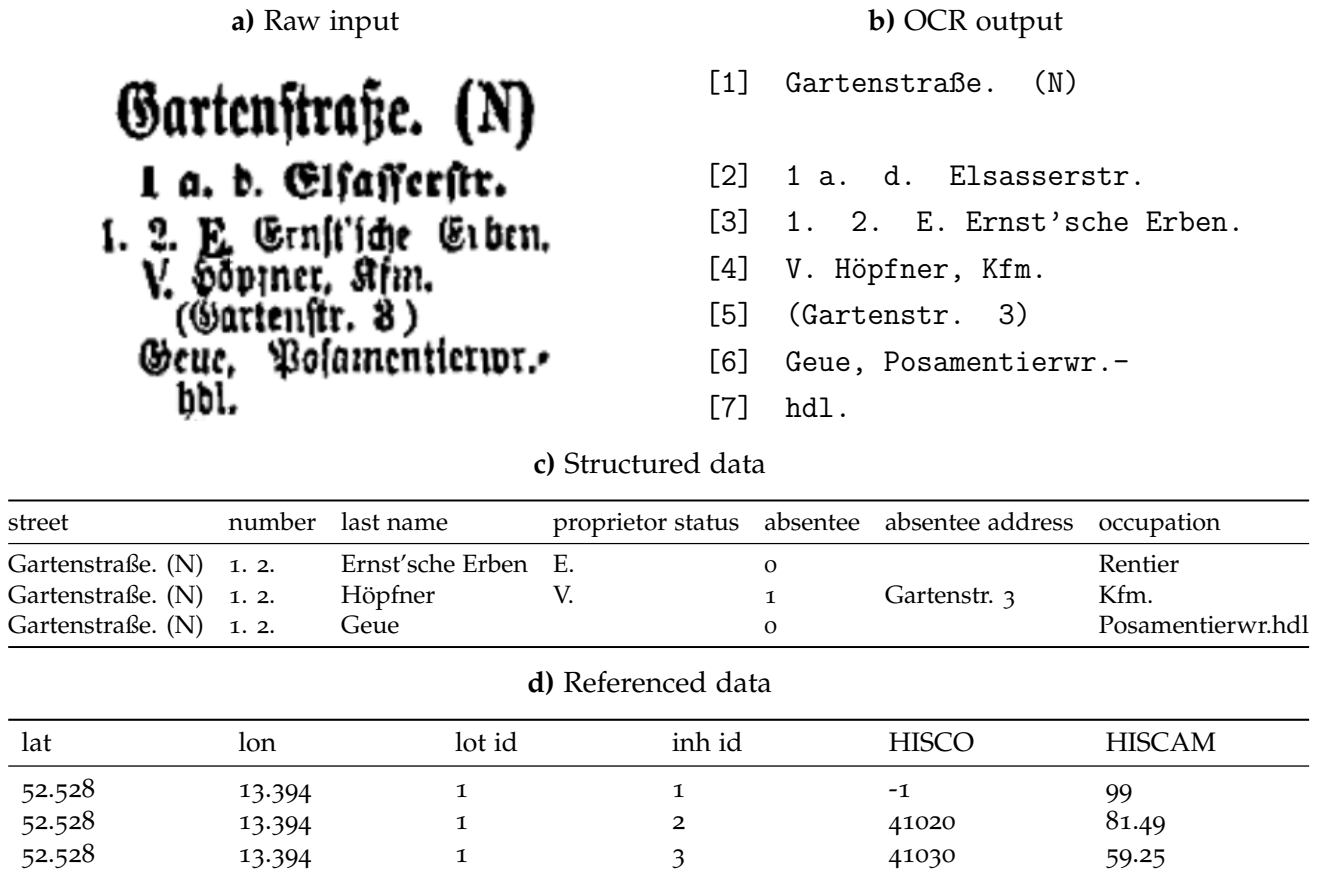 a) Raw input
Gartenſtraße. (N)
1 a. d. Elſaſſerſtr.
1. 2. E. Ernſt'ſche Erben.
V. Höpfner, Kfm.
(Gartenſtr. 3)
Geue, Poſamentierwr.-
hdl.
b) OCR output
[1] Gartenstraße. (N)
[2] 1 a. d. Elsasserstr.
[3] 1. 2. E. Ernst'sche Erben.
[4] V. Höpfner, Kfm.
[5] (Gartenstr. 3)
[6] Geue, Posamentierwr.-
[7] hdl.
c) Structured data
street number last name proprietor status absentee absentee address occupation
Gartenstraße. (N) 1. 2. Ernst'sche Erben E. 0 Rentier
Gartenstraße. (N) 1. 2. Höpfner V. 1 Gartenstr. 3 Kfm.
Gartenstraße. (N) 1. 2. Geue 0 Posamentierwr.hdl
d) Referenced data
lat lon lot id inh id HISCO HISCAM
52.528 13.394 1 1 -1 99
52.528 13.394 1 2 41020 81.49
52.528 13.394 1 3 41030 59.25